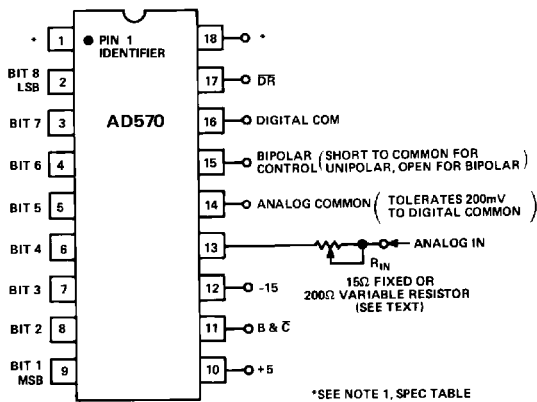 * 1 ● PIN 1 18 *
IDENTIFIER
BIT 8 2 17 D̅R̅
LSB
AD570
BIT 7 3 16 DIGITAL COM
BIT 6 4 15 BIPOLAR (SHORT TO COMMON FOR
CONTROL UNIPOLAR, OPEN FOR BIPOLAR)
BIT 5 5 14 ANALOG COMMON (TOLERATES 200mV
TO DIGITAL COMMON)
BIT 4 6 13 ANALOG IN
RIN
BIT 3 7 12 -15
15Ω FIXED OR
200Ω VARIABLE RESISTOR
(SEE TEXT)
BIT 2 8 11 B & C̅
BIT 1 9 10 +5
MSB
*SEE NOTE 1, SPEC TABLE